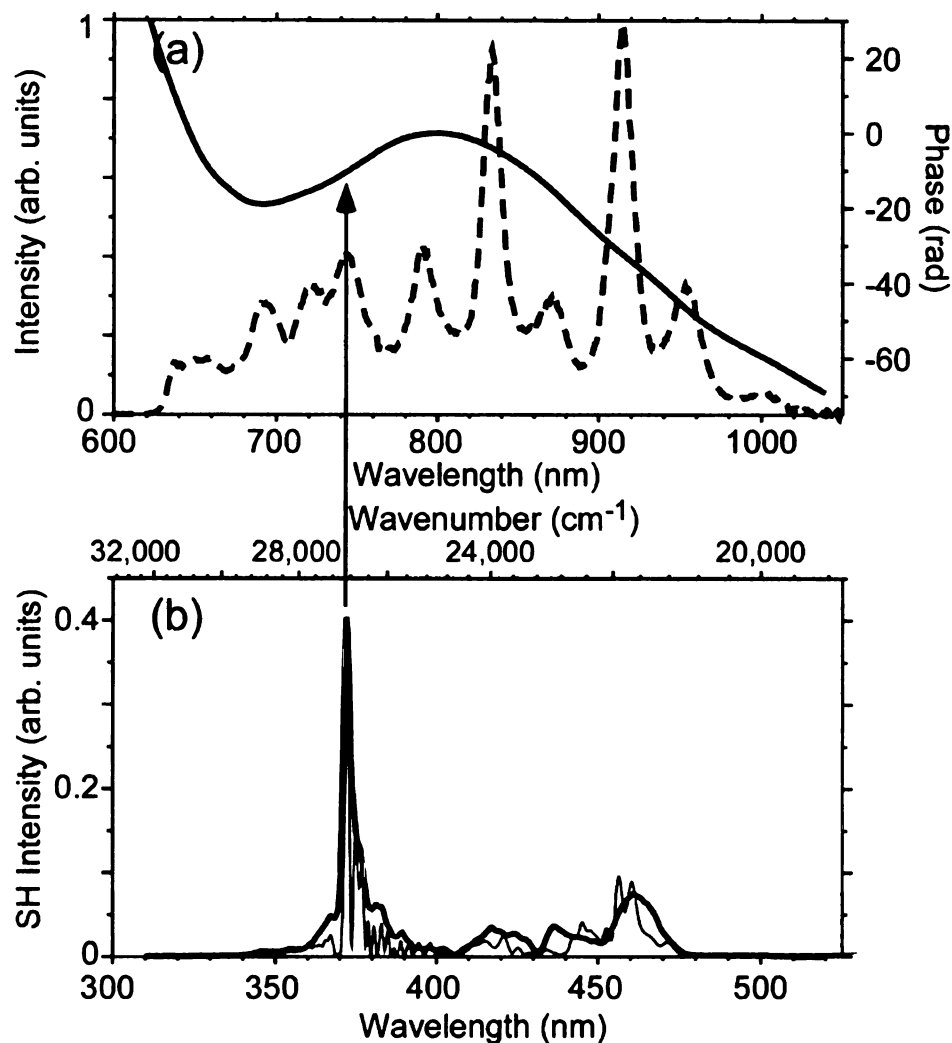 1
(a)
20
0
-20
-40
-60
Intensity (arb. units)
Phase (rad)
0
600 700 800 900 1000
Wavelength (nm)
Wavenumber (cm-1)
32,000 28,000 24,000 20,000
(b)
0.4
0.2
0
SH Intensity (arb. units)
300 350 400 450 500
Wavelength (nm)